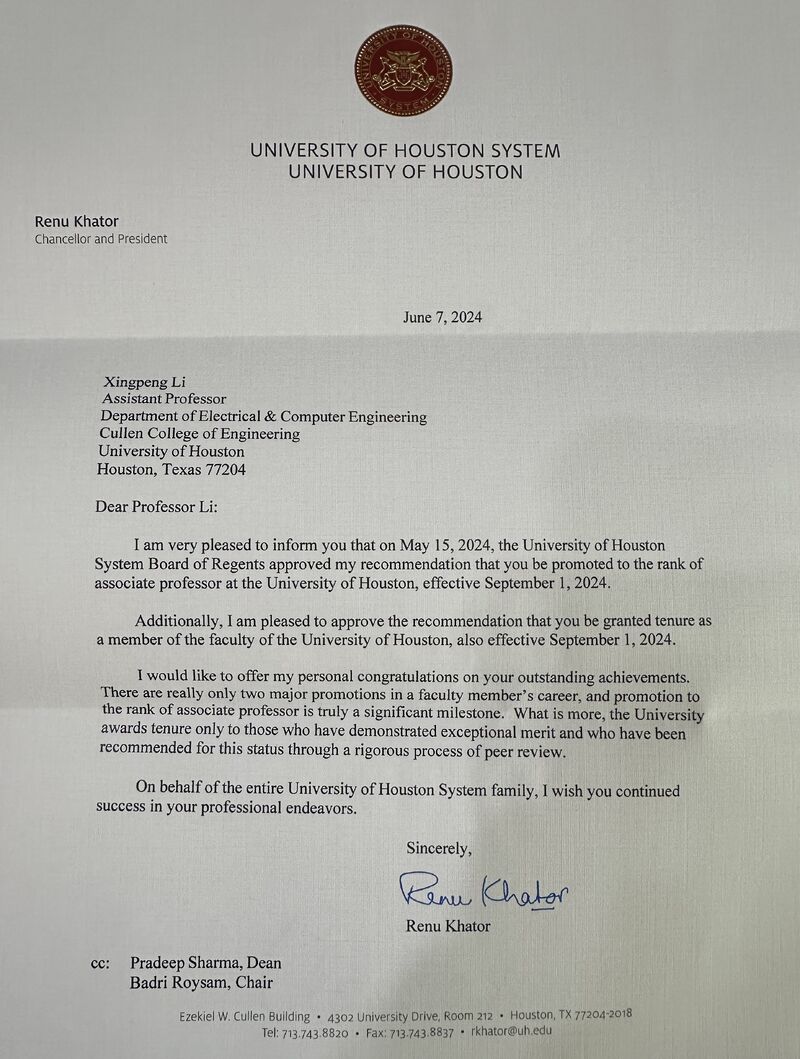 UNIVERSITY OF HOUSTON
SYSTEM
UNIVERSITY OF HOUSTON SYSTEM
UNIVERSITY OF HOUSTON
Renu Khator
Chancellor and President
June 7, 2024
Xingpeng Li
Assistant Professor
Department of Electrical & Computer Engineering
Cullen College of Engineering
University of Houston
Houston, Texas 77204
Dear Professor Li:
I am very pleased to inform you that on May 15, 2024, the University of Houston
System Board of Regents approved my recommendation that you be promoted to the rank of
associate professor at the University of Houston, effective September 1, 2024.
Additionally, I am pleased to approve the recommendation that you be granted tenure as
a member of the faculty of the University of Houston, also effective September 1, 2024.
I would like to offer my personal congratulations on your outstanding achievements.
There are really only two major promotions in a faculty member's career, and promotion to
the rank of associate professor is truly a significant milestone.  What is more, the University
awards tenure only to those who have demonstrated exceptional merit and who have been
recommended for this status through a rigorous process of peer review.
On behalf of the entire University of Houston System family, I wish you continued
success in your professional endeavors.
Sincerely,
Renu Khator
Renu Khator
cc: Pradeep Sharma, Dean
Badri Roysam, Chair
Ezekiel W. Cullen Building • 4302 University Drive, Room 212 • Houston, TX 77204-2018
Tel: 713.743.8820 • Fax: 713.743.8837 • rkhator@uh.edu